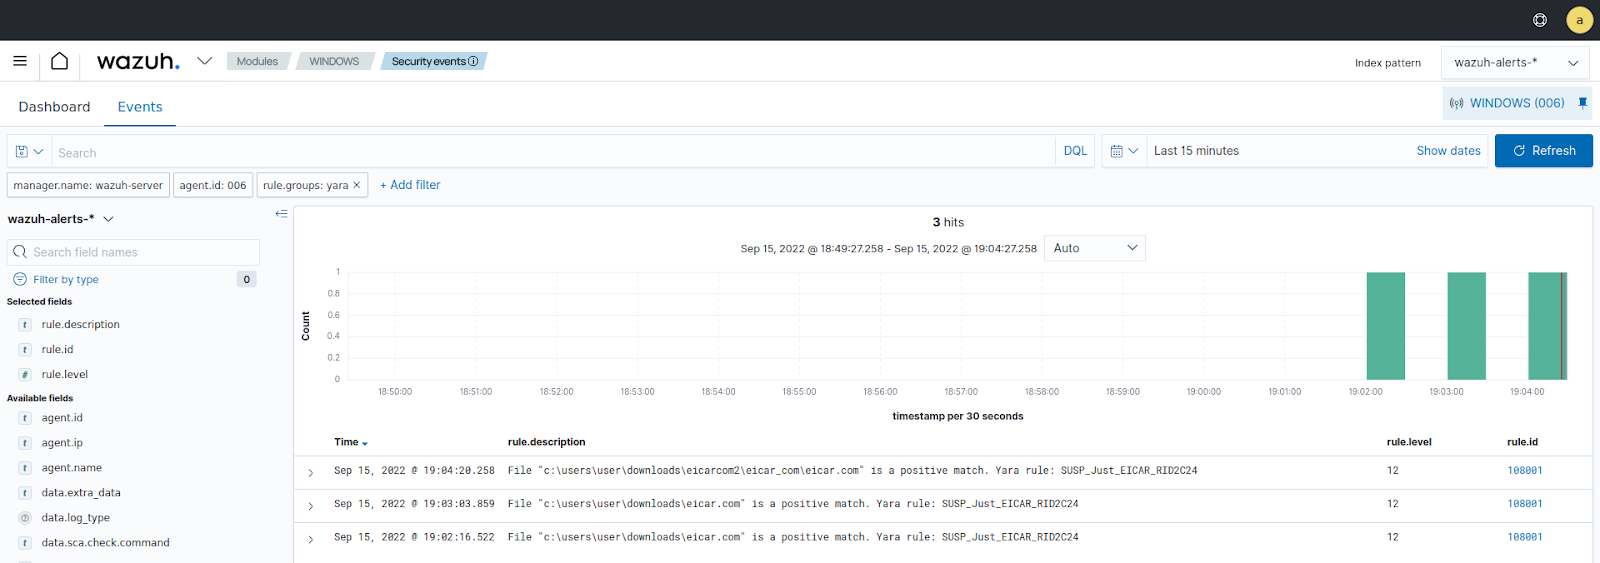 a
wazuh. Modules WINDOWS Security events Index pattern wazuh-alerts-*
Dashboard Events WINDOWS (006)
Search DQL Last 15 minutes Show dates Refresh
manager.name: wazuh-server agent.id: 006 rule.groups: yara × + Add filter
wazuh-alerts-*
Search field names
Filter by type 0
Selected fields
t rule.description
t rule.id
# rule.level
Available fields
t agent.id
t agent.ip
t agent.name
t data.extra_data
? data.log_type
t data.sca.check.command
3 hits
Sep 15, 2022 @ 18:49:27.258 - Sep 15, 2022 @ 19:04:27.258 Auto
Count
1
0.8
0.6
0.4
0.2
0
18:50:00 18:51:00 18:52:00 18:53:00 18:54:00 18:55:00 18:56:00 18:57:00 18:58:00 18:59:00 19:00:00 19:01:00 19:02:00 19:03:00 19:04:00
timestamp per 30 seconds
Time rule.description rule.level rule.id
Sep 15, 2022 @ 19:04:20.258 File "c:\users\user\downloads\eicarcom2\eicar_com\eicar.com" is a positive match. Yara rule: SUSP_Just_EICAR_RID2C24 12 108001
Sep 15, 2022 @ 19:03:03.859 File "c:\users\user\downloads\eicar.com" is a positive match. Yara rule: SUSP_Just_EICAR_RID2C24 12 108001
Sep 15, 2022 @ 19:02:16.522 File "c:\users\user\downloads\eicar.com" is a positive match. Yara rule: SUSP_Just_EICAR_RID2C24 12 108001